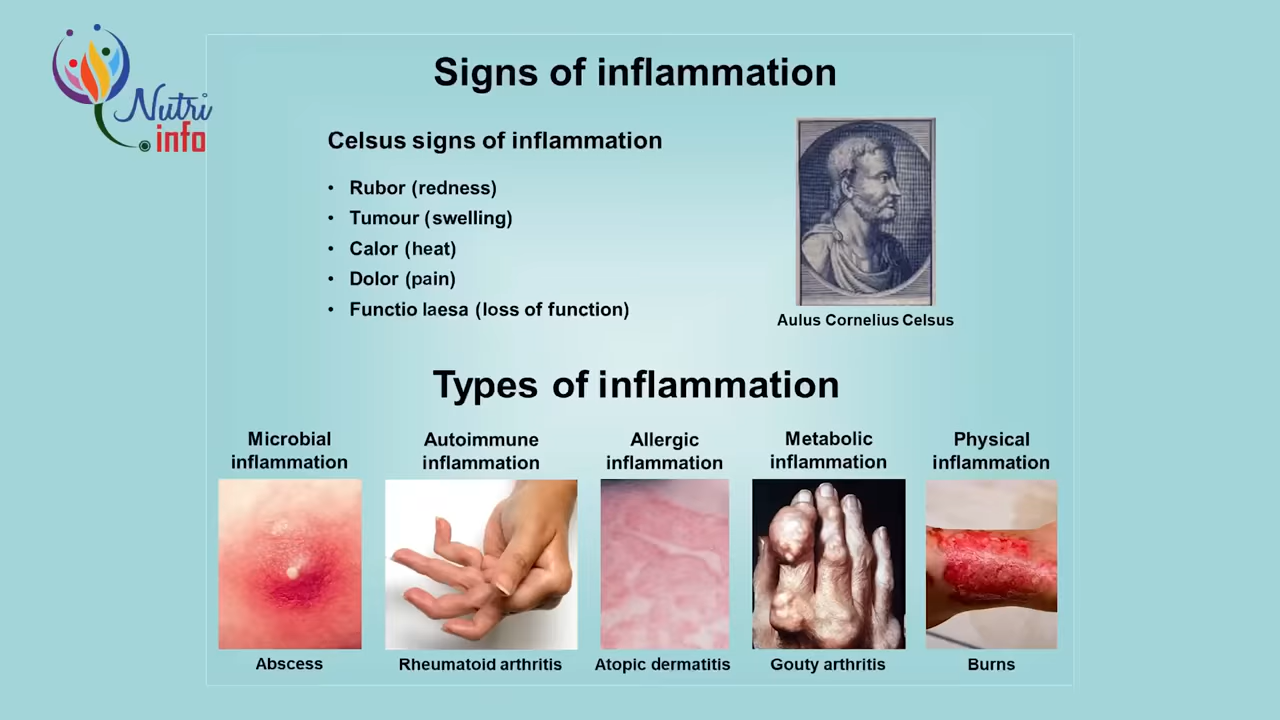 Nutri
info
Signs of inflammation
Celsus signs of inflammation
• Rubor (redness)
• Tumour (swelling)
• Calor (heat)
• Dolor (pain)
• Functio laesa (loss of function)
Aulus Cornelius Celsus
Types of inflammation
Microbial
inflammation
Autoimmune
inflammation
Allergic
inflammation
Metabolic
inflammation
Physical
inflammation
Abscess
Rheumatoid arthritis
Atopic dermatitis
Gouty arthritis
Burns